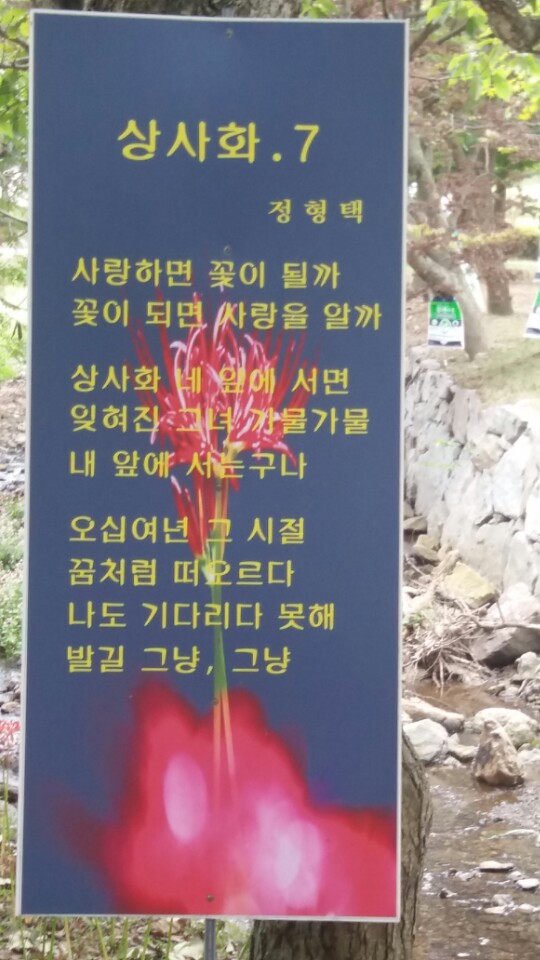 상사화.7
정형택
사랑하면 꽃이 될까
꽃이 되면 사랑을 알까
상사화 네 앞에 서면
잊혀진 그녀 가물가물
내 앞에 서는구나
오십여년 그 시절
꿈처럼 떠오르다
나도 기다리다 못해
발길 그냥, 그냥